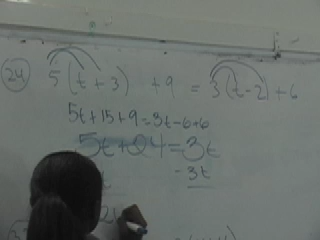 24 5(t+3) +9 = 3(t-2)+6
5t+15+9=3t-6+6
5t+24=3t
-3t